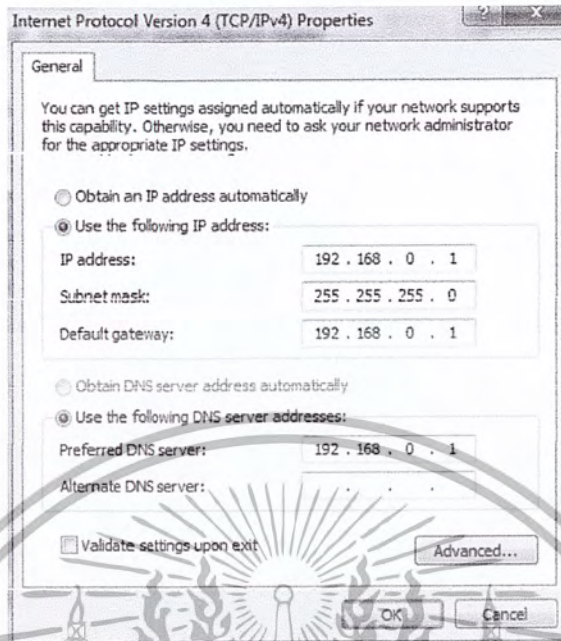 Internet Protocol Version 4 (TCP/IPv4) Properties
? X
General
You can get IP settings assigned automatically if your network supports
this capability. Otherwise, you need to ask your network administrator
for the appropriate IP settings.
Obtain an IP address automatically
Use the following IP address:
IP address: 192 . 168 . 0 . 1
Subnet mask: 255 . 255 . 255 . 0
Default gateway: 192 . 168 . 0 . 1
Obtain DNS server address automatically
Use the following DNS server addresses:
Preferred DNS server: 192 . 168 . 0 . 1
Alternate DNS server: . . .
Validate settings upon exit
Advanced...
OK Cancel